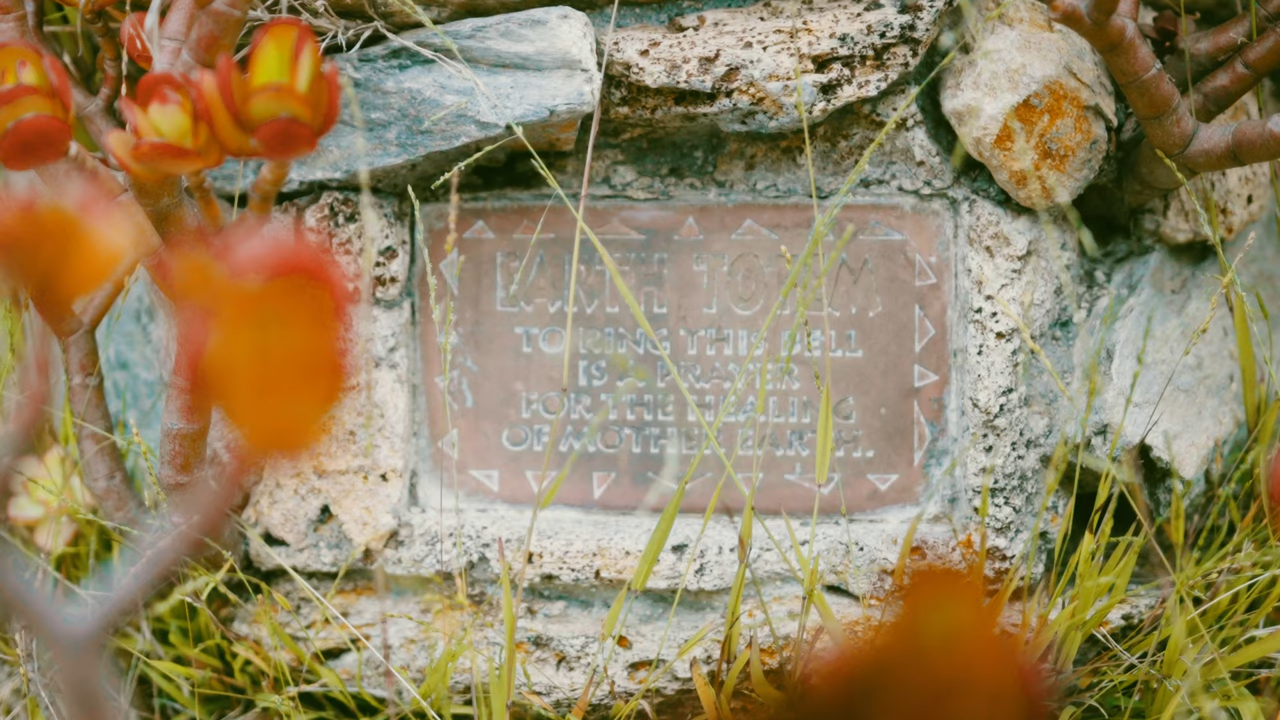 EARTH TOTEM
TO RING THIS BELL
IS A PRAYER
FOR THE HEALING
OF MOTHER EARTH.